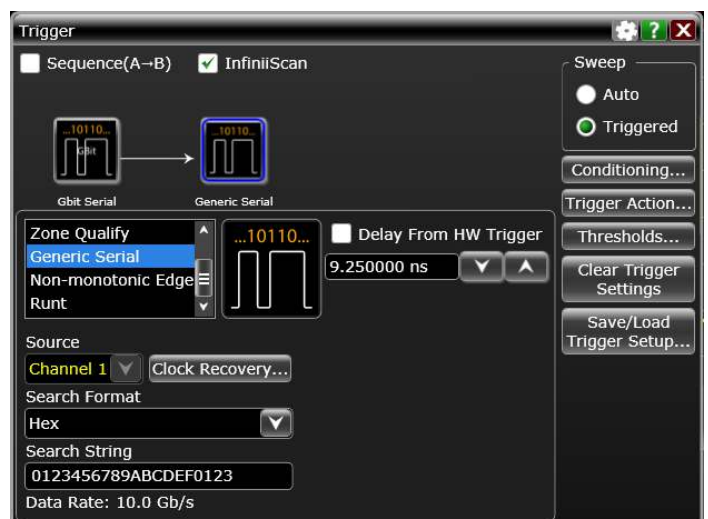 Trigger
?
X
Sequence(A→B)
InfiniiScan
Sweep
Auto
Triggered
...10110...
GBit
...10110...
Gbit Serial
Generic Serial
Conditioning...
Trigger Action...
Thresholds...
Clear Trigger
Settings
Save/Load
Trigger Setup...
Zone Qualify
Generic Serial
Non-monotonic Edge
Runt
...10110...
Delay From HW Trigger
9.250000 ns
Source
Channel 1
Clock Recovery...
Search Format
Hex
Search String
0123456789ABCDEF0123
Data Rate: 10.0 Gb/s